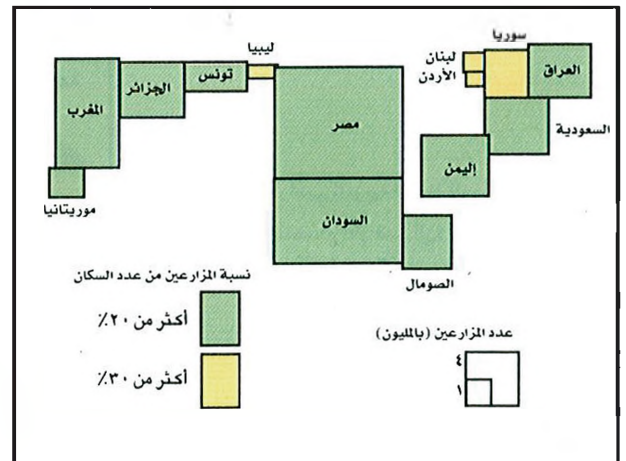 سوريا
ليبيا
لبنان
الأردن
العراق
تونس
الجزائر
المغرب
مصر
السعودية
إليمن
موريتانيا
السودان
الصومال
نسبة المزارعين من عدد السكان
أكثر من ٢٠٪
أكثر من ٣٠٪
عدد المزارعين (بالمليون)
٤
١